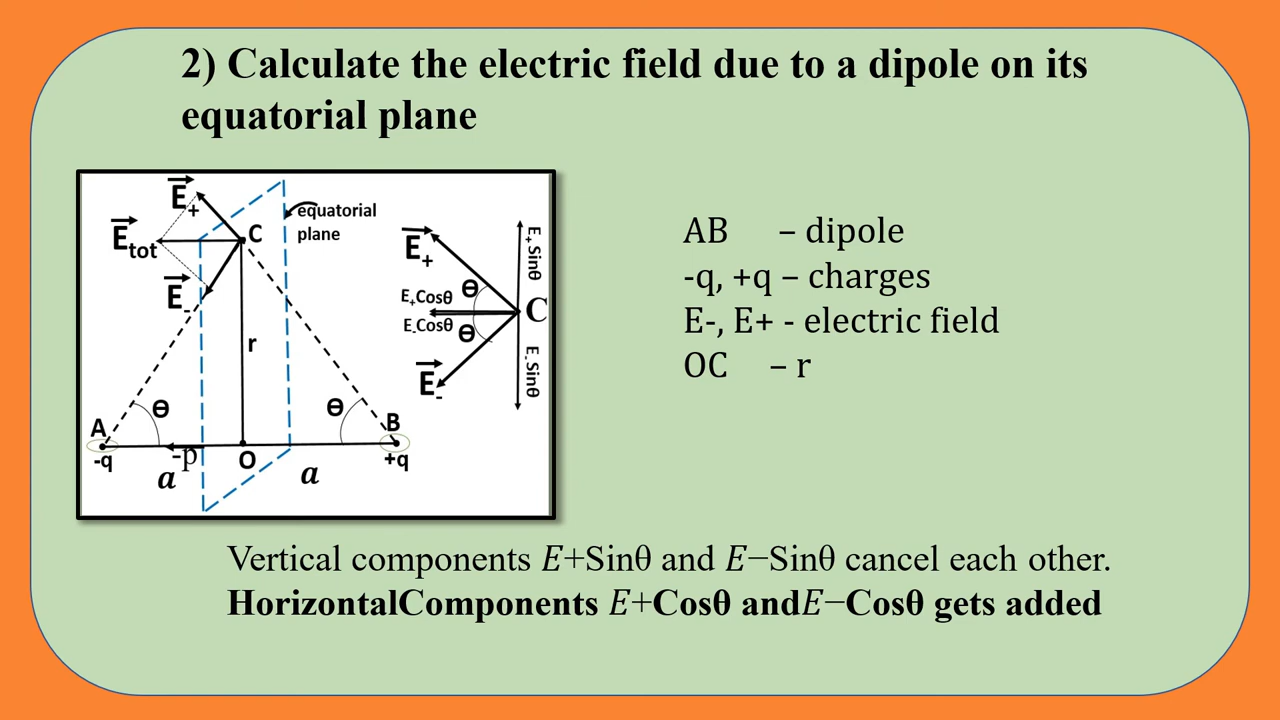 2) Calculate the electric field due to a dipole on its
equatorial plane
E+
C
equatorial
plane
Etot
E-
r
A
B
θ
θ
-q
-p
O
+q
a
a
E+
E+ Sinθ
θ
E+Cosθ
C
E-Cosθ
θ
E-
E-Sinθ
AB – dipole
-q, +q – charges
E-, E+ - electric field
OC – r
Vertical components E+Sinθ and E−Sinθ cancel each other.
HorizontalComponents E+Cosθ andE−Cosθ gets added